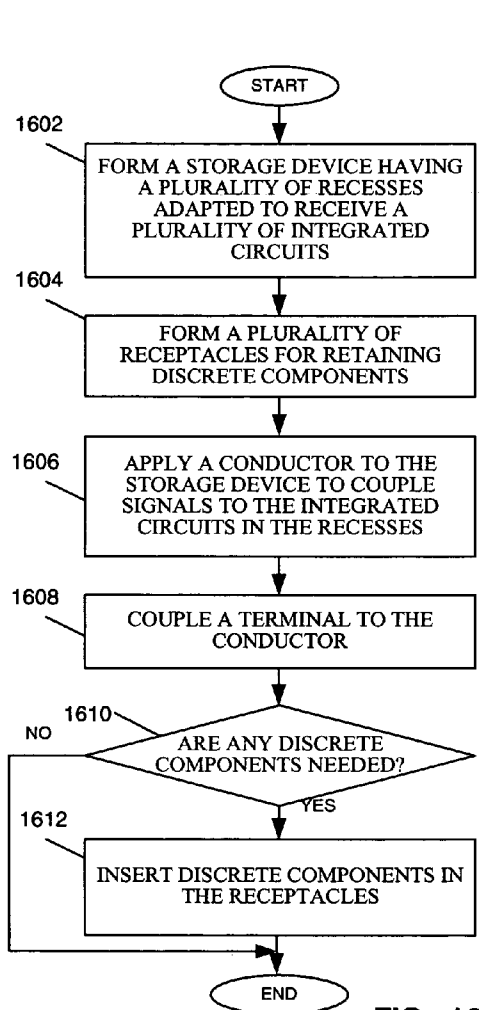 START
1602
FORM A STORAGE DEVICE HAVING
A PLURALITY OF RECESSES
ADAPTED TO RECEIVE A
PLURALITY OF INTEGRATED
CIRCUITS
1604
FORM A PLURALITY OF
RECEPTACLES FOR RETAINING
DISCRETE COMPONENTS
1606
APPLY A CONDUCTOR TO THE
STORAGE DEVICE TO COUPLE
SIGNALS TO THE INTEGRATED
CIRCUITS IN THE RECESSES
1608
COUPLE A TERMINAL TO THE
CONDUCTOR
1610
NO
ARE ANY DISCRETE
COMPONENTS NEEDED?
YES
1612
INSERT DISCRETE COMPONENTS IN
THE RECEPTACLES
END